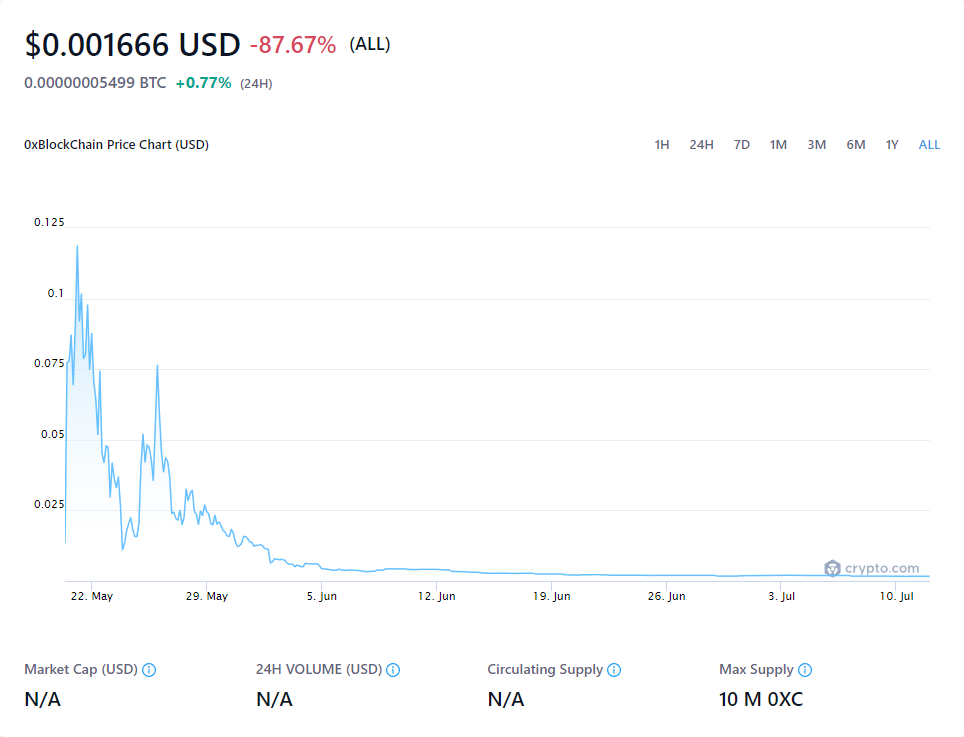 $0.001666 USD -87.67% (ALL)
0.00000005499 BTC +0.77% (24H)
0xBlockChain Price Chart (USD) 1H 24H 7D 1M 3M 6M 1Y ALL
0.125
0.1
0.075
0.05
0.025
crypto.com
22. May 29. May 5. Jun 12. Jun 19. Jun 26. Jun 3. Jul 10. Jul
Market Cap (USD) 24H VOLUME (USD) Circulating Supply Max Supply
N/A N/A N/A 10 M 0XC